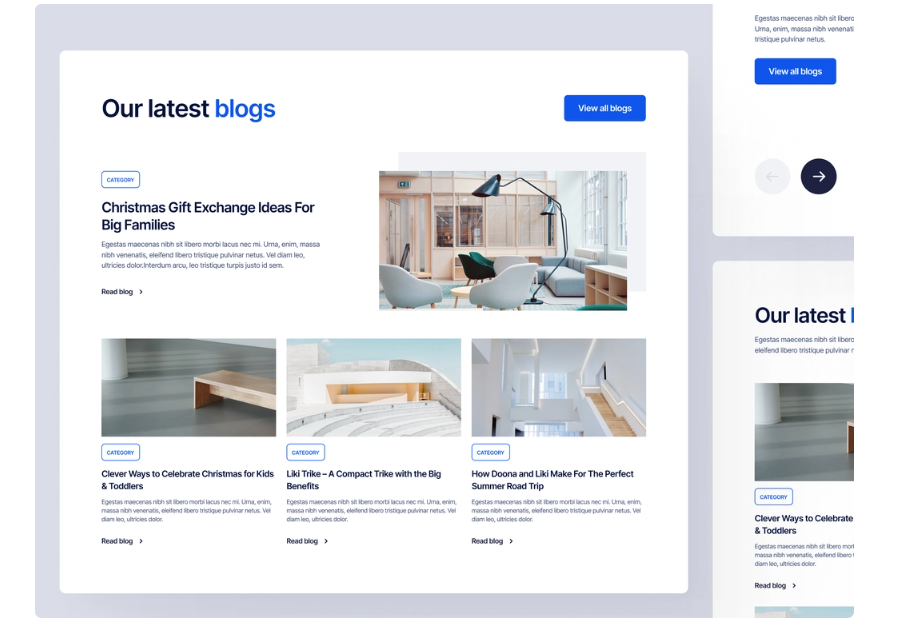 Our latest blogs
View all blogs
CATEGORY
Christmas Gift Exchange Ideas For
Big Families
Egestas maecenas nibh sit libero morbi lacus nec mi. Urna, enim, massa
nibh venenatis, eleifend libero tristique pulvinar netus. Vel diam leo,
ultricies dolor.Interdum arcu, leo tristique turpis justo id sem.
Read blog
CATEGORY
Clever Ways to Celebrate Christmas for Kids
& Toddlers
Egestas maecenas nibh sit libero morbi lacus nec mi. Urna, enim,
massa nibh venenatis, eleifend libero tristique pulvinar netus. Vel
diam leo, ultricies dolor.
Read blog
CATEGORY
Liki Trike – A Compact Trike with the Big
Benefits
Egestas maecenas nibh sit libero morbi lacus nec mi. Urna, enim,
massa nibh venenatis, eleifend libero tristique pulvinar netus. Vel
diam leo, ultricies dolor.
Read blog
CATEGORY
How Doona and Liki Make For The Perfect
Summer Road Trip
Egestas maecenas nibh sit libero morbi lacus nec mi. Urna, enim,
massa nibh venenatis, eleifend libero tristique pulvinar netus. Vel
diam leo, ultricies dolor.
Read blog
Egestas maecenas nibh sit libero
Urna, enim, massa nibh venenati
tristique pulvinar netus.
View all blogs
Our latest
Egestas maecenas nibh sit libero
eleifend libero tristique pulvinar
CATEGORY
Clever Ways to Celebrate
& Toddlers
Egestas maecenas nibh sit libero
massa nibh venenatis, eleifend libero
diam leo, ultricies dolor.
Read blog